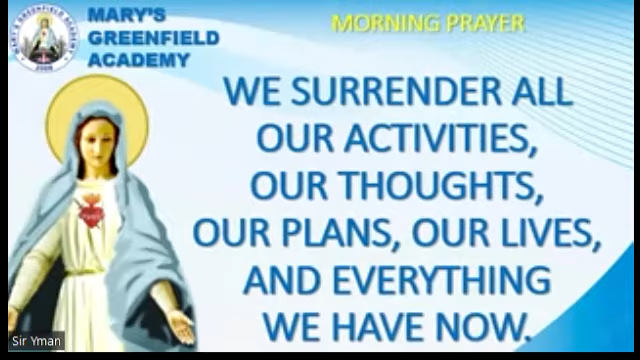 MARY'S
GREENFIELD
ACADEMY
MORNING PRAYER
WE SURRENDER ALL
OUR ACTIVITIES,
OUR THOUGHTS,
OUR PLANS, OUR LIVES,
AND EVERYTHING
WE HAVE NOW.
Sir Yman